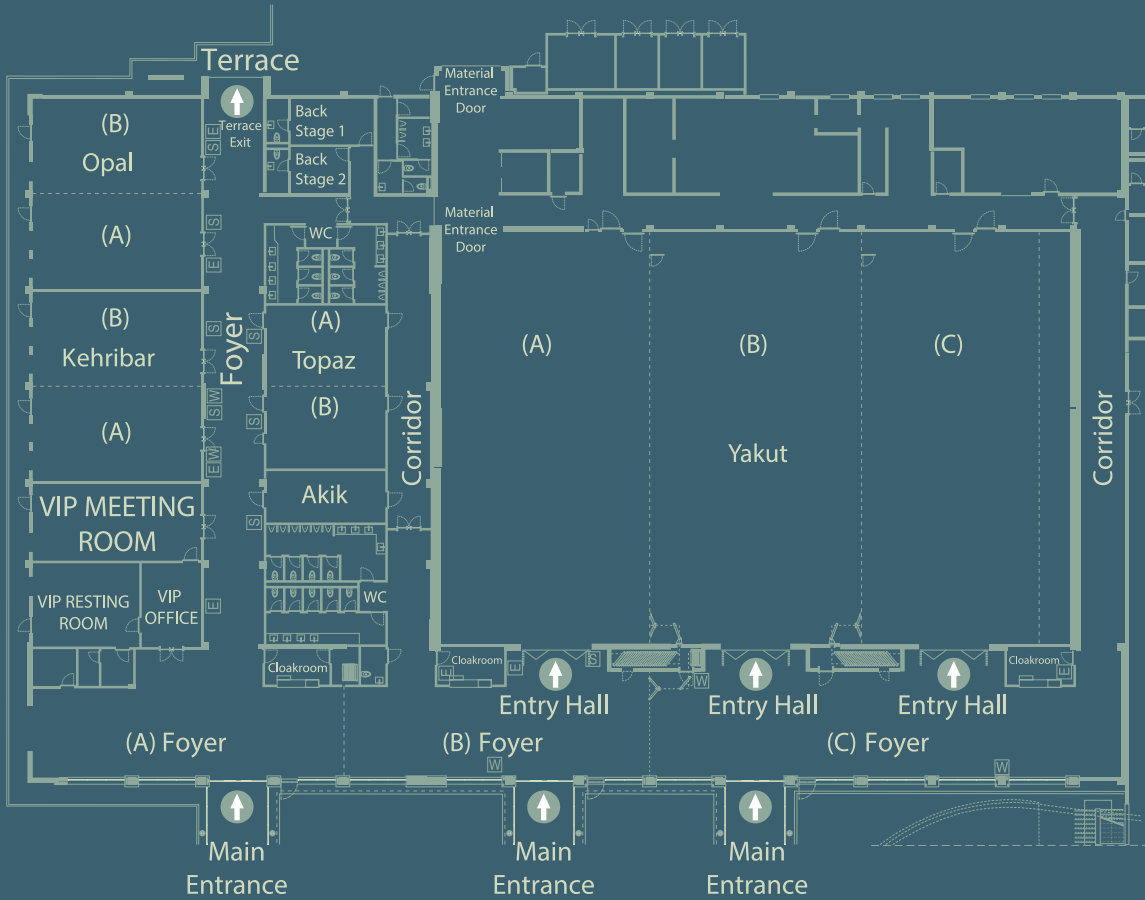 Terrace
Terrace
Exit
Material
Entrance
Door
(B)
Opal
E
S
Back
Stage 1
Back
Stage 2
(A)
S
E
WC
Material
Entrance
Door
(B)
Kehribar
S
Foyer
S
(A)
Topaz
(A)
(B)
(C)
(A)
W
S
W
E
(B)
S
Corridor
Yakut
Corridor
VIP MEETING
ROOM
Akik
S
VIP RESTING
ROOM
VIP
OFFICE
E
WC
Cloakroom
Cloakroom
E
E
S
W
Cloakroom
E
Entry Hall
Entry Hall
Entry Hall
(A) Foyer
(B) Foyer
(C) Foyer
W
W
Main
Entrance
Main
Entrance
Main
Entrance